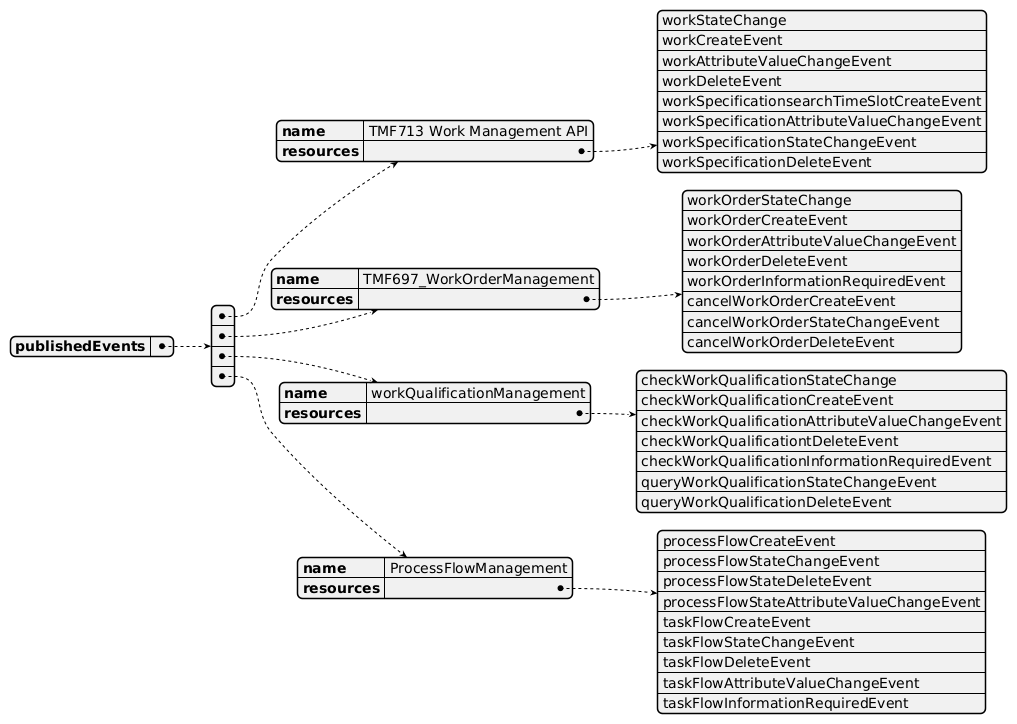 publishedEvents
name TMF713 Work Management API
resources
workStateChange
workCreateEvent
workAttributeValueChangeEvent
workDeleteEvent
workSpecificationsearchTimeSlotCreateEvent
workSpecificationAttributeValueChangeEvent
workSpecificationStateChangeEvent
workSpecificationDeleteEvent
name TMF697_WorkOrderManagement
resources
workOrderStateChange
workOrderCreateEvent
workOrderAttributeValueChangeEvent
workOrderDeleteEvent
workOrderInformationRequiredEvent
cancelWorkOrderCreateEvent
cancelWorkOrderStateChangeEvent
cancelWorkOrderDeleteEvent
name workQualificationManagement
resources
checkWorkQualificationStateChange
checkWorkQualificationCreateEvent
checkWorkQualificationAttributeValueChangeEvent
checkWorkQualificationtDeleteEvent
checkWorkQualificationInformationRequiredEvent
queryWorkQualificationStateChangeEvent
queryWorkQualificationDeleteEvent
name ProcessFlowManagement
resources
processFlowCreateEvent
processFlowStateChangeEvent
processFlowStateDeleteEvent
processFlowStateAttributeValueChangeEvent
taskFlowCreateEvent
taskFlowStateChangeEvent
taskFlowDeleteEvent
taskFlowAttributeValueChangeEvent
taskFlowInformationRequiredEvent